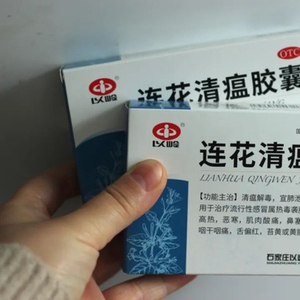 以岭
连花清瘟胶囊
OTC
以岭
连花清瘟
LIANHUA QINGWEN J
【功能主治】清瘟解毒，宣肺泄
用于治疗流行性感冒属热毒袭
高热，恶寒，肌肉酸痛，鼻塞
咽干咽痛，舌偏红，苔黄或黄腻
石家庄以岭
SHIJIAZHUANG